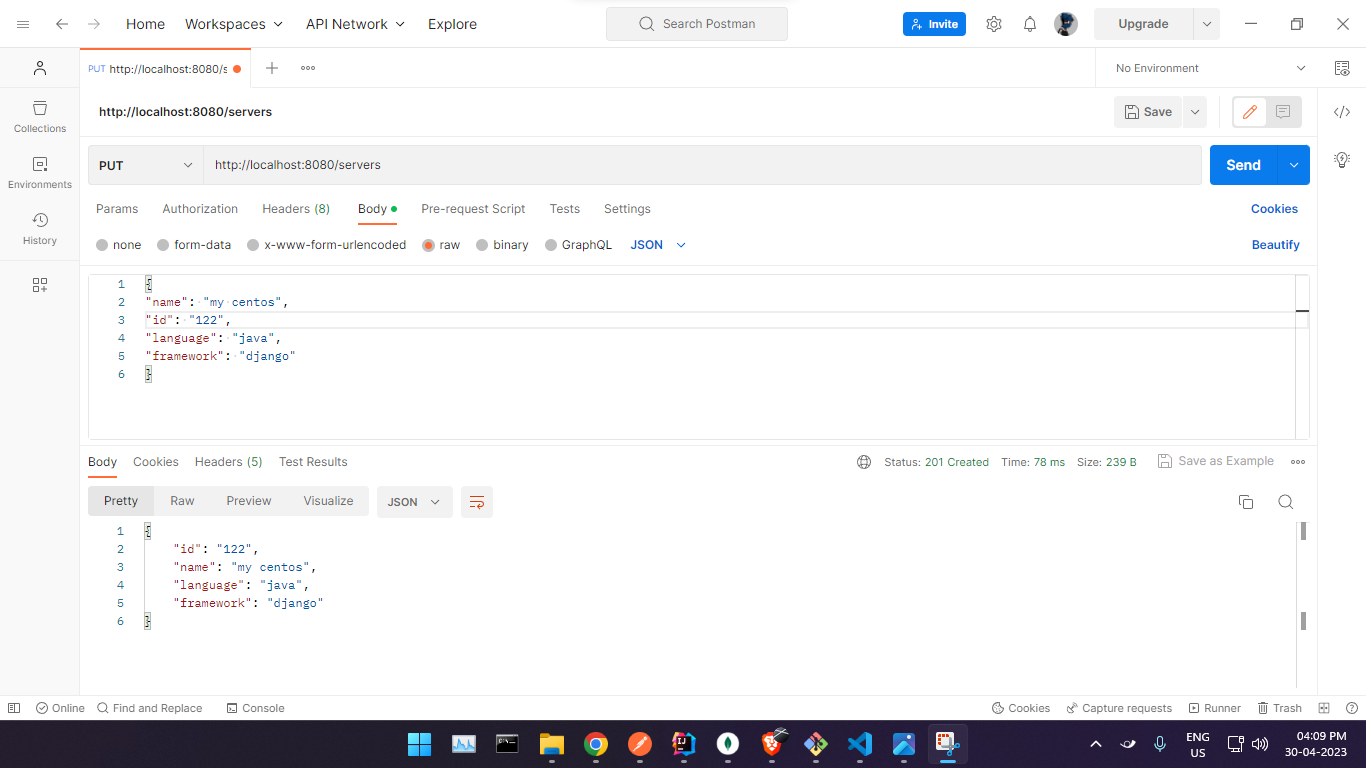 Home Workspaces API Network Explore Search Postman Invite Upgrade
PUT http://localhost:8080/s No Environment
http://localhost:8080/servers Save
Collections
PUT http://localhost:8080/servers Send
Environments
Params Authorization Headers (8) Body Pre-request Script Tests Settings Cookies
History
none form-data x-www-form-urlencoded raw binary GraphQL JSON Beautify
1 {
2 "name": "my centos",
3 "id": "122",
4 "language": "java",
5 "framework": "django"
6 }
Body Cookies Headers (5) Test Results Status: 201 Created Time: 78 ms Size: 239 B Save as Example
Pretty Raw Preview Visualize JSON
1 {
2 "id": "122",
3 "name": "my centos",
4 "language": "java",
5 "framework": "django"
6 }
Online Find and Replace Console Cookies Capture requests Runner Trash
ENG 04:09 PM
US 30-04-2023